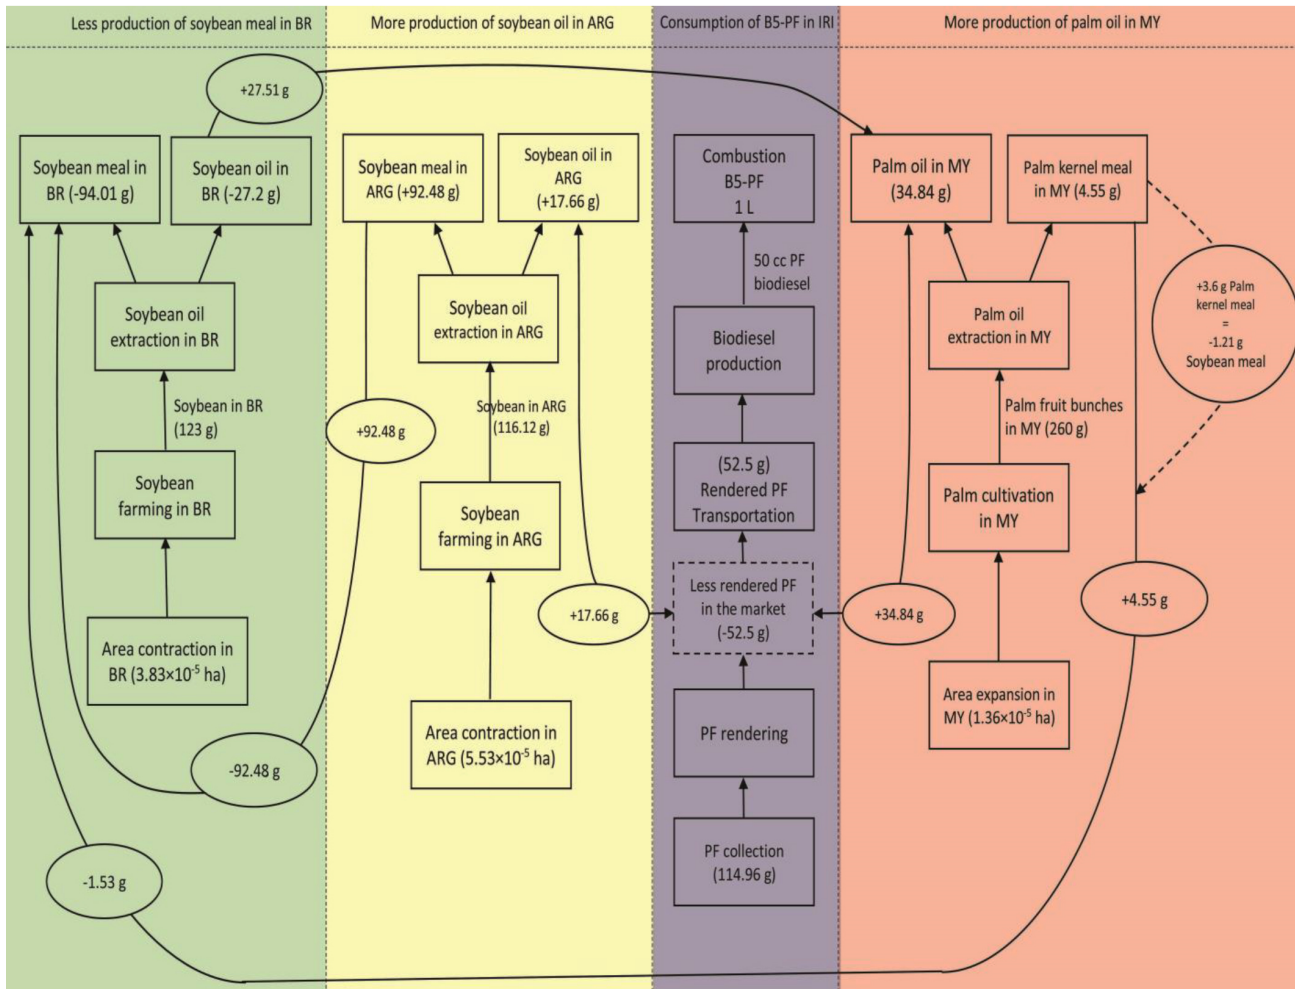 Less production of soybean meal in BR
More production of soybean oil in ARG
Consumption of B5-PF in IRI
More production of palm oil in MY
+27.51 g
Soybean meal in
BR (-94.01 g)
Soybean oil in
BR (-27.2 g)
Soybean oil
extraction in BR
Soybean in BR
(123 g)
Soybean
farming in BR
Area contraction in
BR (3.83×10⁻⁵ ha)
-92.48 g
-1.53 g
Soybean meal in
ARG (+92.48 g)
Soybean oil in
ARG
(+17.66 g)
Soybean oil
extraction in ARG
+92.48 g
Soybean in ARG
(116.12 g)
Soybean
farming in ARG
+17.66 g
Area contraction in
ARG (5.53×10⁻⁵ ha)
Combustion
B5-PF
1 L
50 cc PF
biodiesel
Biodiesel
production
(52.5 g)
Rendered PF
Transportation
Less rendered PF
in the market
(-52.5 g)
PF rendering
PF collection
(114.96 g)
Palm oil in MY
(34.84 g)
Palm kernel meal
in MY (4.55 g)
+3.6 g Palm
kernel meal
=
-1.21 g
Soybean meal
Palm oil
extraction in MY
Palm fruit bunches
in MY (260 g)
Palm cultivation
in MY
+34.84 g
+4.55 g
Area expansion in
MY (1.36×10⁻⁵ ha)